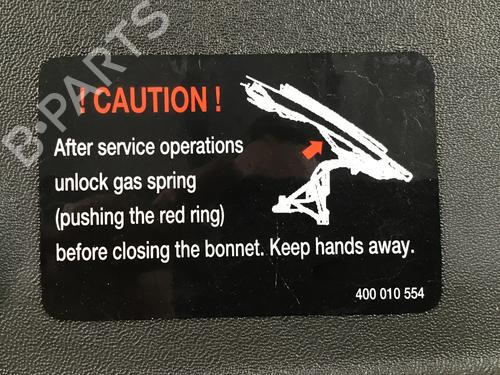 B-PARTS
! CAUTION !
After service operations
unlock gas spring
(pushing the red ring)
before closing the bonnet. Keep hands away.
400 010 554